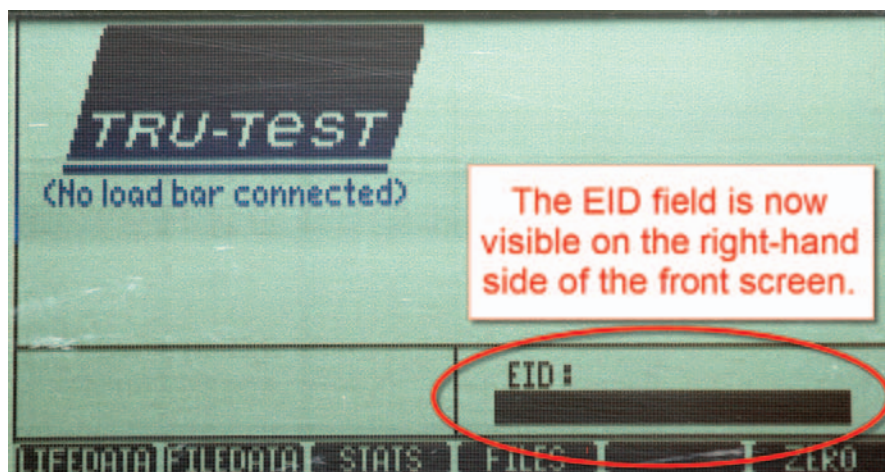 TRU-TEST
(No load bar connected)
The EID field is now
visible on the right-hand
side of the front screen.
EID:
LIFEDATA FILEDATA STATS FILES ZERO